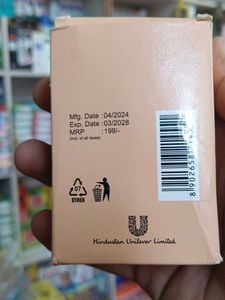 Mfg. Date :04/2024
Exp. Date :03/2028
MRP :199/-
(incl. of all taxes)
07
OTHER
Hindustan Unilever Limited